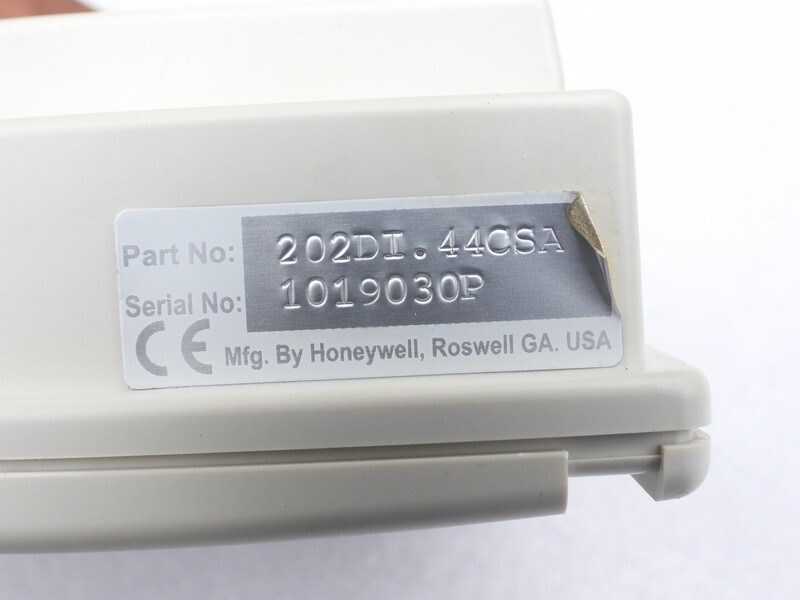 Part No: 202DI.44CSA
Serial No: 1019030P
CE Mfg. By Honeywell, Roswell GA. USA